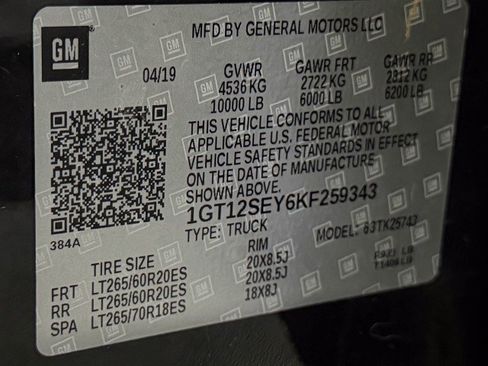 GM
MFD BY GENERAL MOTORS LLC
04/19 GVWR GAWR FRT GAWR RR
4536 KG 2722 KG 2812 KG
10000 LB 6000 LB 6200 LB
THIS VEHICLE CONFORMS TO ALL
APPLICABLE U.S. FEDERAL MOTOR
VEHICLE SAFETY STANDARDS IN EFFECT
ON THE DATE OF MANUFACTURE
SHOWN ABOVE.
1GT12SEY6KF259343
384A TYPE: TRUCK MODEL: TK25743
TIRE SIZE RIM
FRT LT265/60R20ES 20X8.5J
RR LT265/60R20ES 20X8.5J
SPA LT265/70R18ES 18X8J